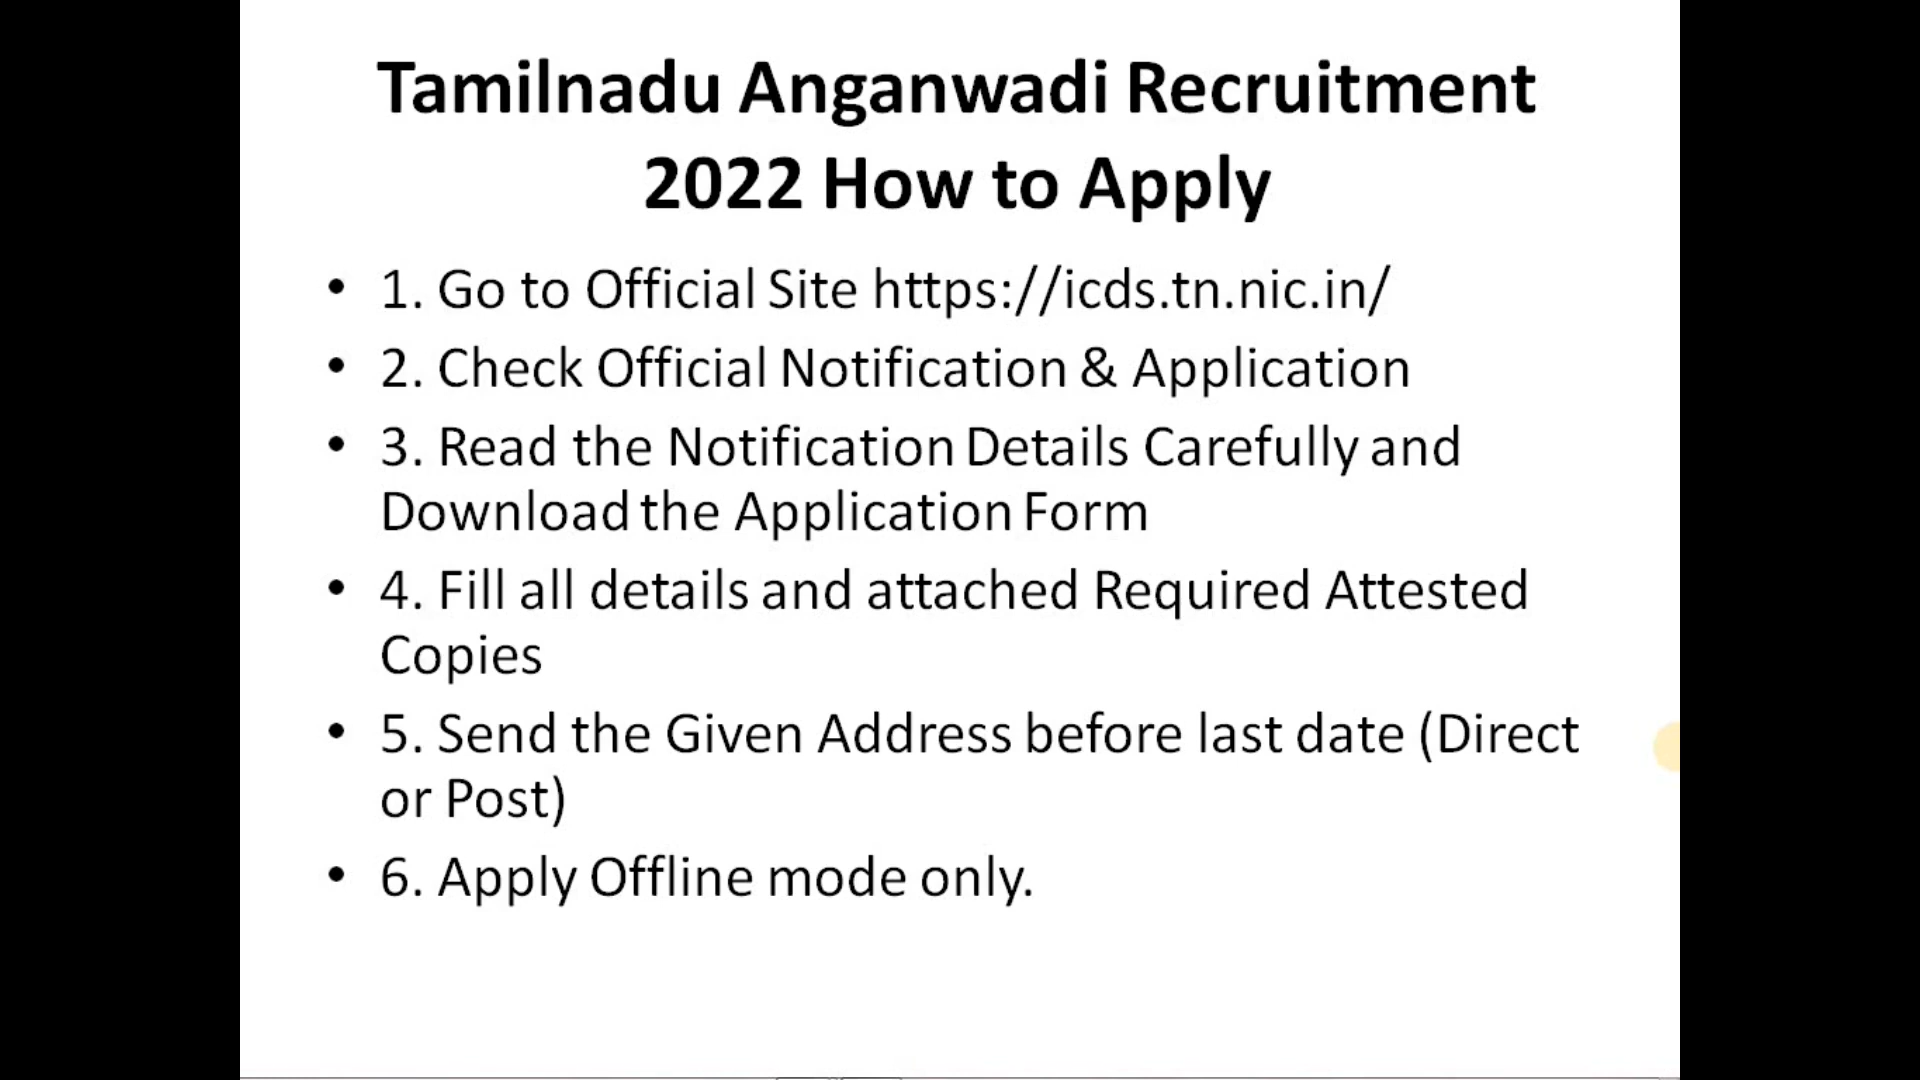 Tamilnadu Anganwadi Recruitment
2022 How to Apply
• 1. Go to Official Site https://icds.tn.nic.in/
• 2. Check Official Notification & Application
• 3. Read the Notification Details Carefully and
Download the Application Form
• 4. Fill all details and attached Required Attested
Copies
• 5. Send the Given Address before last date (Direct
or Post)
• 6. Apply Offline mode only.